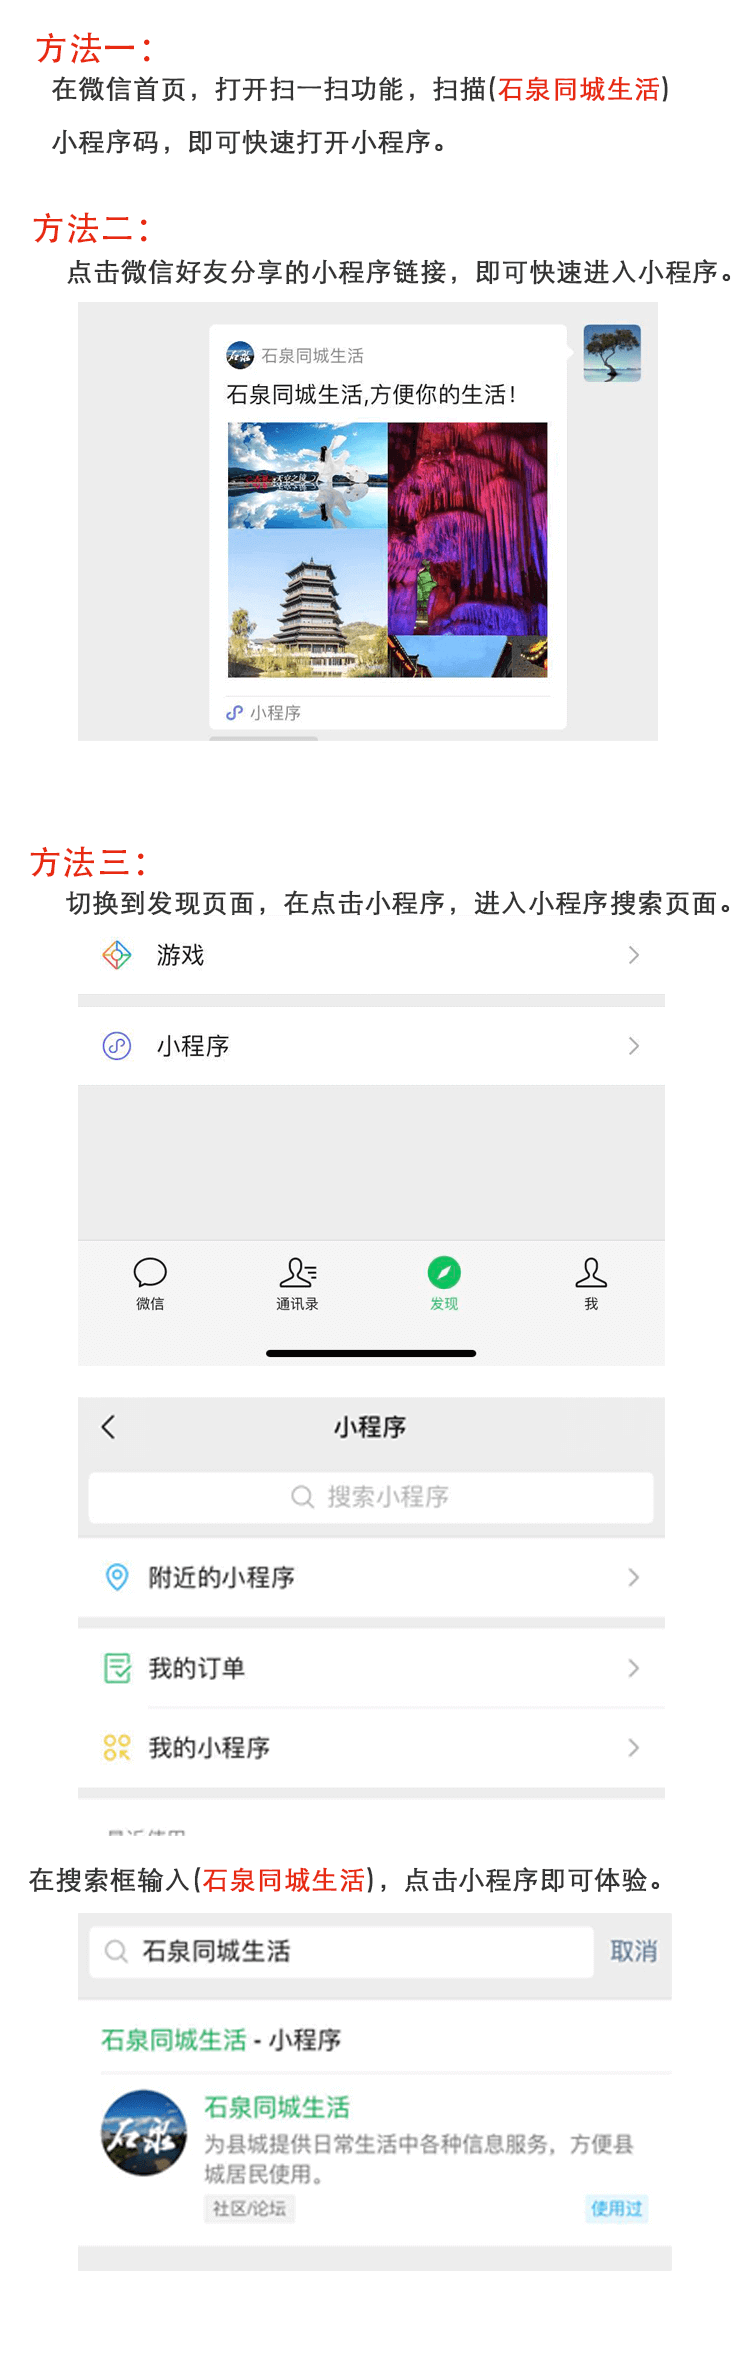 方法一：
在微信首页，打开扫一扫功能，扫描(石泉同城生活)
小程序码，即可快速打开小程序。
方法二：
点击微信好友分享的小程序链接，即可快速进入小程序。
石泉同城生活
石泉同城生活,方便你的生活！
小程序
方法三：
切换到发现页面，在点击小程序，进入小程序搜索页面。
游戏
小程序
微信 通讯录 发现 我
小程序
搜索小程序
附近的小程序
我的订单
我的小程序
最近使用
在搜索框输入(石泉同城生活)，点击小程序即可体验。
石泉同城生活 取消
石泉同城生活 - 小程序
石泉
石泉同城生活
为县城提供日常生活中各种信息服务，方便县
城居民使用。
社区/论坛 使用过